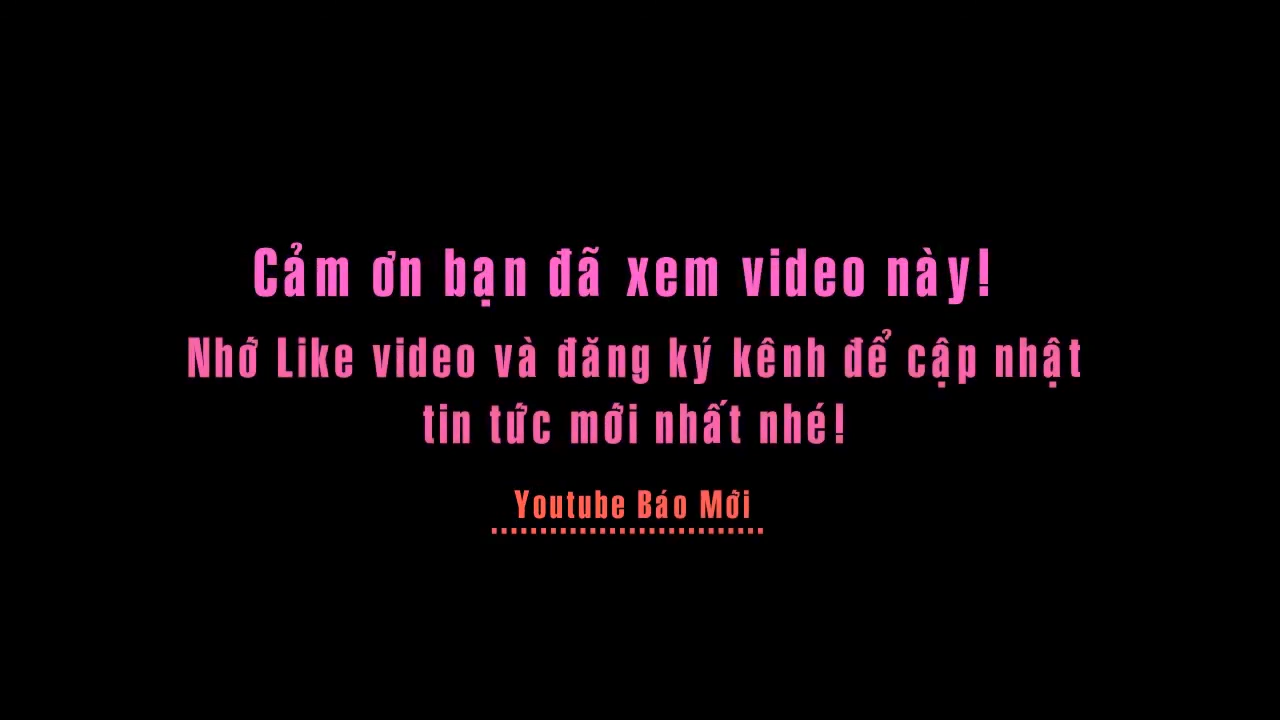 Cảm ơn bạn đã xem video này!
Nhớ Like video và đăng ký kênh để cập nhật
tin tức mới nhất nhé!
Youtube Báo Mới